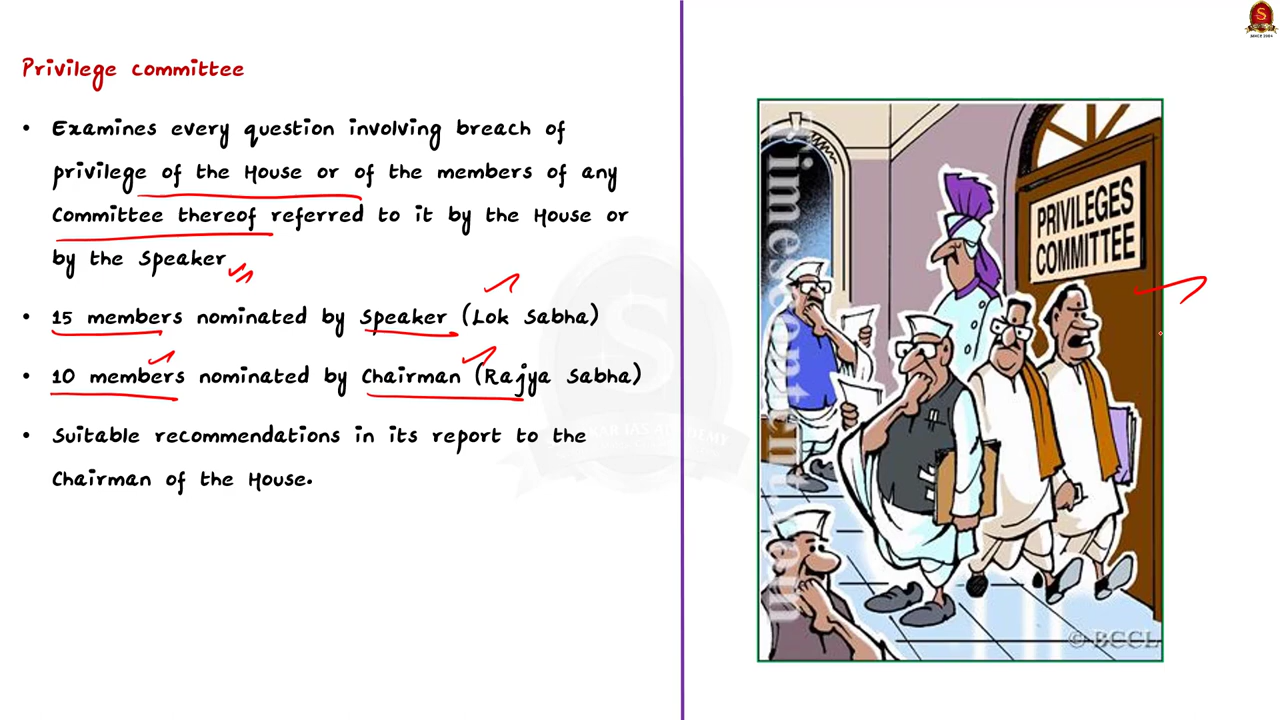 Privilege committee
• Examines every question involving breach of
privilege of the House or of the members of any
Committee thereof referred to it by the House or
by the Speaker
• 15 members nominated by Speaker (Lok Sabha)
• 10 members nominated by Chairman (Rajya Sabha)
• Suitable recommendations in its report to the
Chairman of the House.
S
SINCE 2004
PRIVILEGES
COMMITTEE
© BCCL